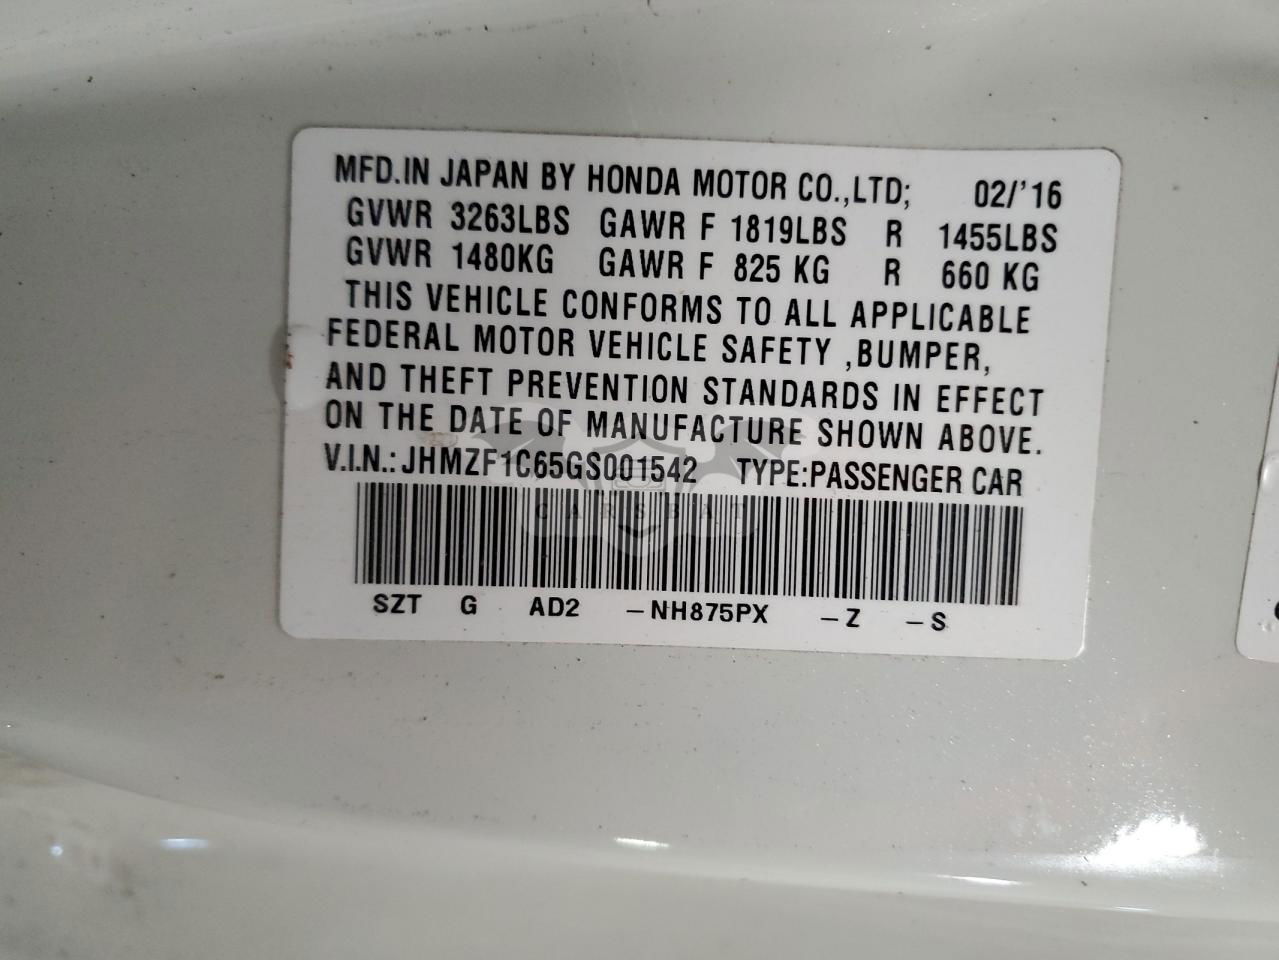 MFD.IN JAPAN BY HONDA MOTOR CO.,LTD; 02/'16
GVWR 3263LBS GAWR F 1819LBS R 1455LBS
GVWR 1480KG GAWR F 825 KG R 660 KG
THIS VEHICLE CONFORMS TO ALL APPLICABLE
FEDERAL MOTOR VEHICLE SAFETY ,BUMPER,
AND THEFT PREVENTION STANDARDS IN EFFECT
ON THE DATE OF MANUFACTURE SHOWN ABOVE.
V.I.N.: JHMZF1C65GS001542 TYPE:PASSENGER CAR
CARSBAT
SZT G AD2 –NH875PX –Z –S